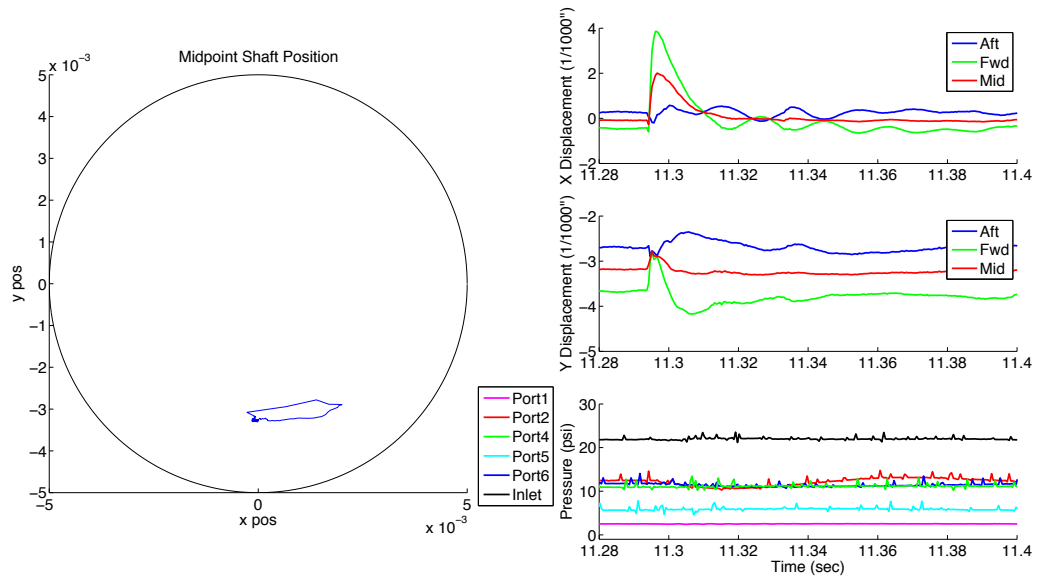 Midpoint Shaft Position
x 10⁻³
5
4
3
2
1
0
−1
−2
−3
−4
−5
y pos
−5
0
5
x pos
x 10⁻³
Port1
Port2
Port4
Port5
Port6
Inlet
X Displacement (1/1000")
4
2
0
−2
11.28
11.3
11.32
11.34
11.36
11.38
11.4
Aft
Fwd
Mid
Y Displacement (1/1000")
−2
−3
−4
−5
11.28
11.3
11.32
11.34
11.36
11.38
11.4
Aft
Fwd
Mid
Pressure (psi)
30
20
10
0
11.28
11.3
11.32
11.34
11.36
11.38
11.4
Time (sec)